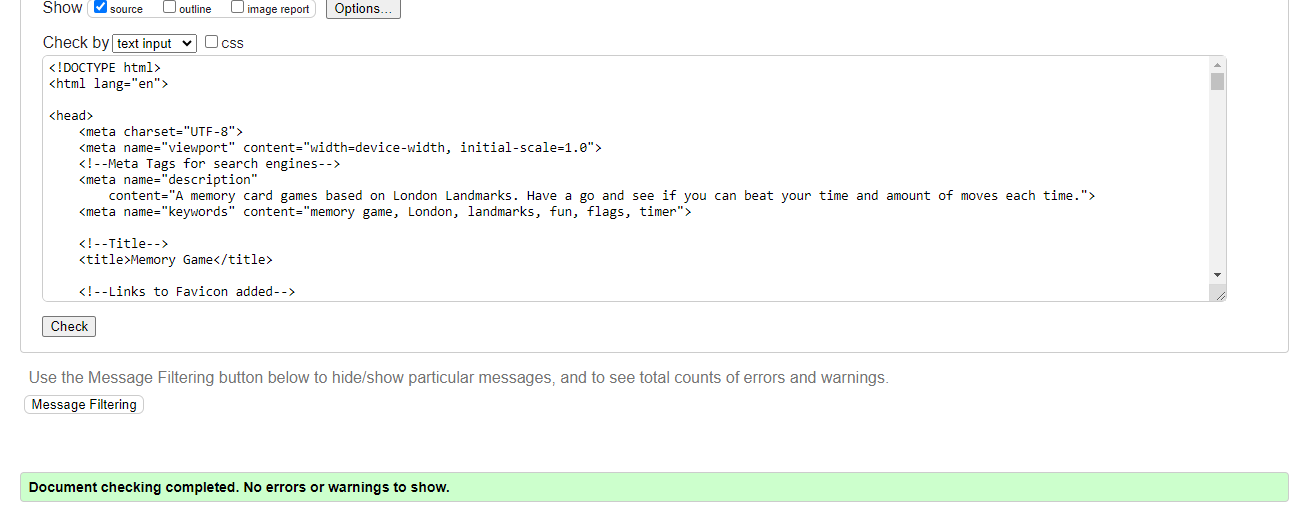 Show source outline image report Options...
Check by text input css
<!DOCTYPE html>
<html lang="en">
<head>
<meta charset="UTF-8">
<meta name="viewport" content="width=device-width, initial-scale=1.0">
<!--Meta Tags for search engines-->
<meta name="description"
content="A memory card games based on London Landmarks. Have a go and see if you can beat your time and amount of moves each time.">
<meta name="keywords" content="memory game, London, landmarks, fun, flags, timer">
<!--Title-->
<title>Memory Game</title>
<!--Links to Favicon added-->
Check
Use the Message Filtering button below to hide/show particular messages, and to see total counts of errors and warnings.
Message Filtering
Document checking completed. No errors or warnings to show.